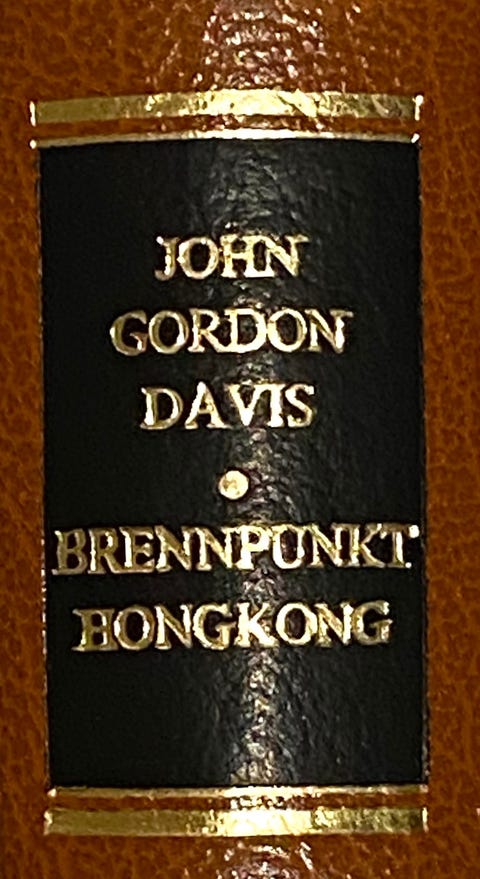 JOHN
GORDON
DAVIS
•
BRENNPUNKT
HONGKONG